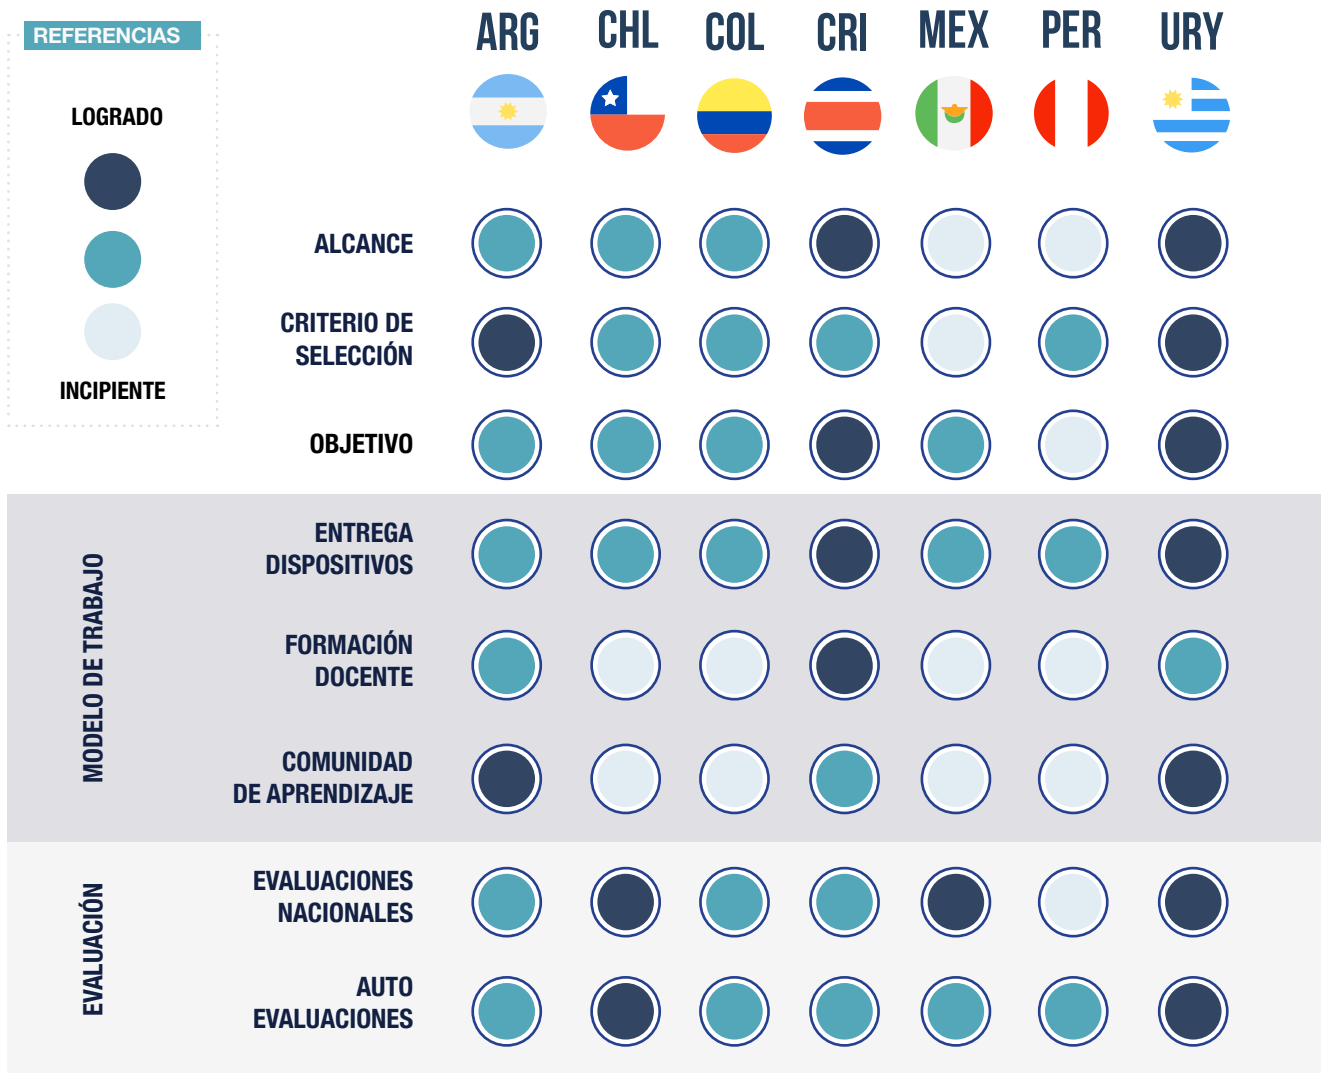 REFERENCIAS
LOGRADO
INCIPIENTE
ARG CHL COL CRI MEX PER URY
ALCANCE
CRITERIO DE
SELECCIÓN
OBJETIVO
MODELO DE TRABAJO
ENTREGA
DISPOSITIVOS
FORMACIÓN
DOCENTE
COMUNIDAD
DE APRENDIZAJE
EVALUACIÓN
EVALUACIONES
NACIONALES
AUTO
EVALUACIONES